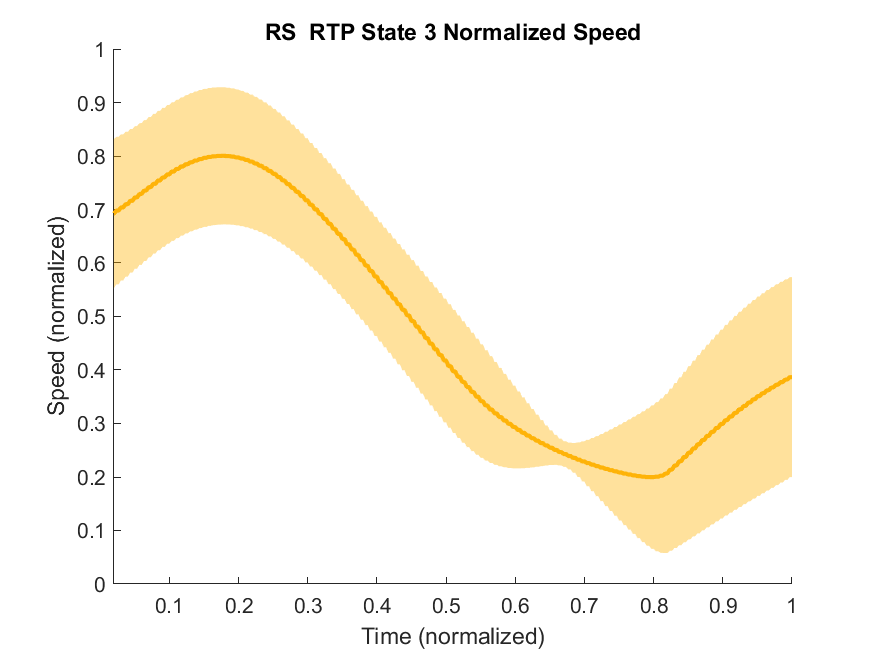 RS  RTP State 3 Normalized Speed
1
0.9
0.8
0.7
0.6
0.5
0.4
0.3
0.2
0.1
0
Speed (normalized)
0.1 0.2 0.3 0.4 0.5 0.6 0.7 0.8 0.9 1
Time (normalized)